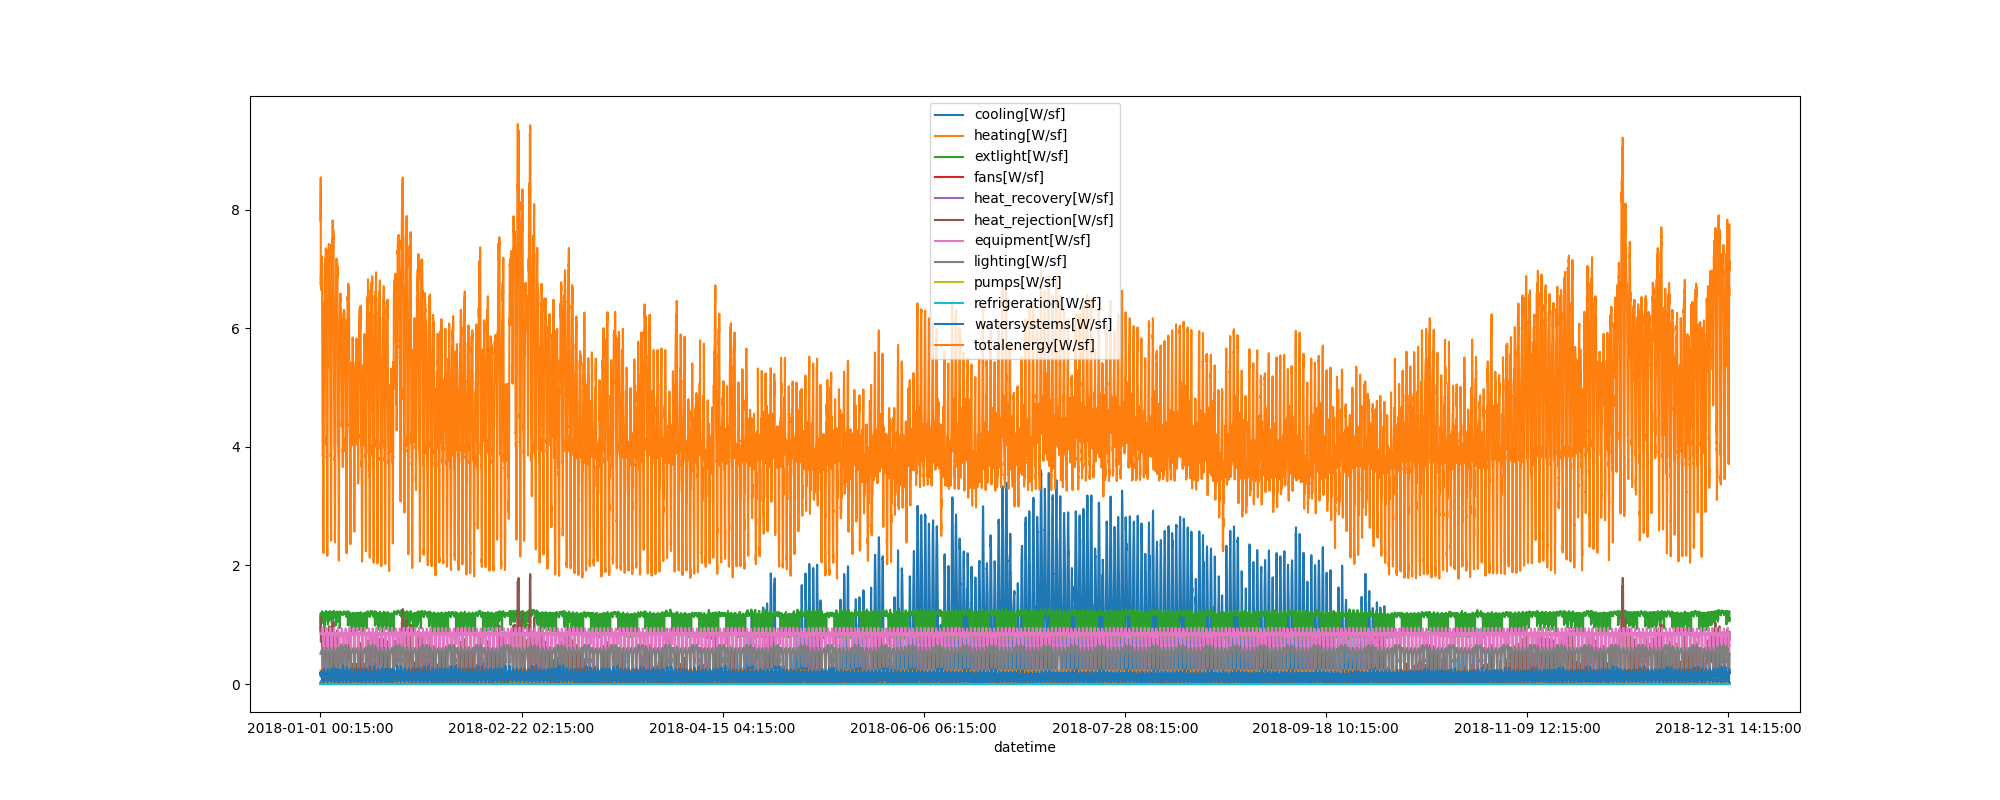 cooling[W/sf]
heating[W/sf]
extlight[W/sf]
fans[W/sf]
heat_recovery[W/sf]
heat_rejection[W/sf]
equipment[W/sf]
lighting[W/sf]
pumps[W/sf]
refrigeration[W/sf]
watersystems[W/sf]
totalenergy[W/sf]
8
6
4
2
0
2018-01-01 00:15:00 2018-02-22 02:15:00 2018-04-15 04:15:00 2018-06-06 06:15:00 2018-07-28 08:15:00 2018-09-18 10:15:00 2018-11-09 12:15:00 2018-12-31 14:15:00
datetime